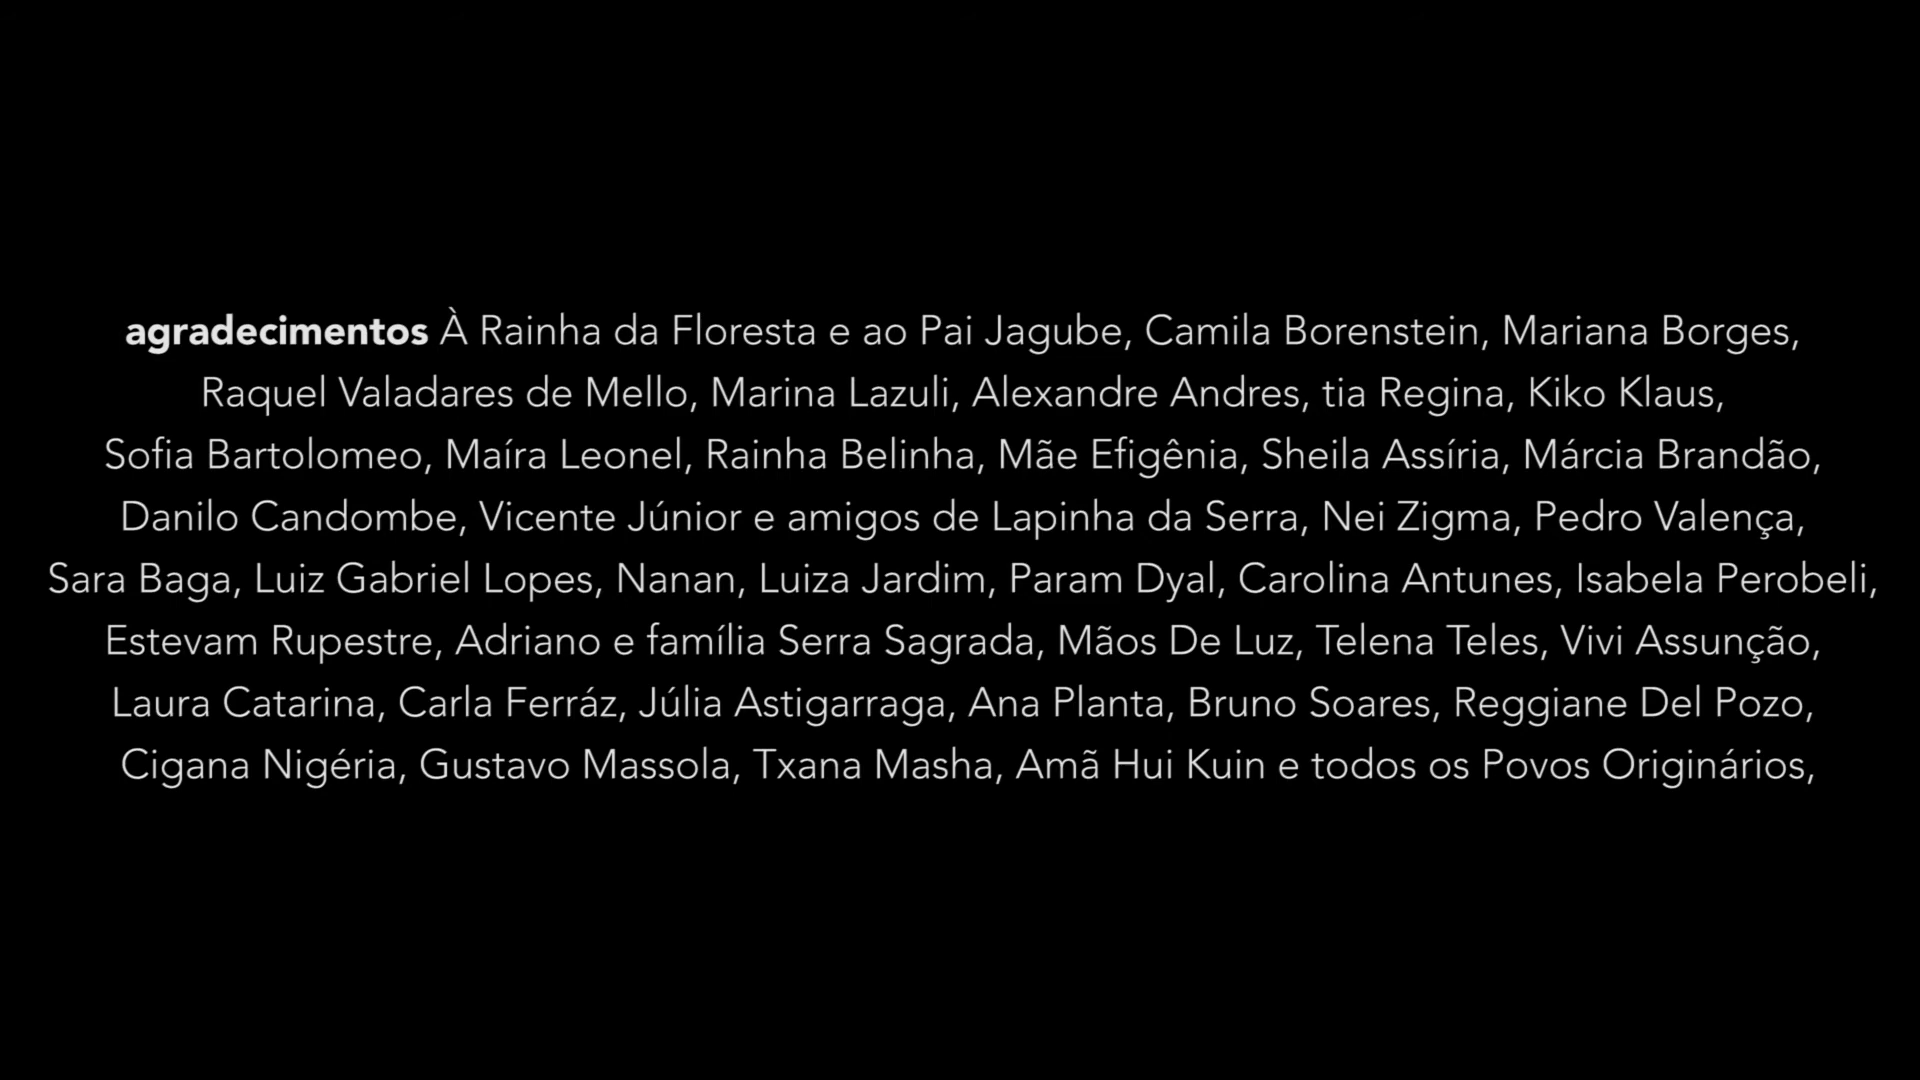 agradecimentos À Rainha da Floresta e ao Pai Jagube, Camila Borenstein, Mariana Borges,
Raquel Valadares de Mello, Marina Lazuli, Alexandre Andres, tia Regina, Kiko Klaus,
Sofia Bartolomeo, Maíra Leonel, Rainha Belinha, Mãe Efigênia, Sheila Assíria, Márcia Brandão,
Danilo Candombe, Vicente Júnior e amigos de Lapinha da Serra, Nei Zigma, Pedro Valença,
Sara Baga, Luiz Gabriel Lopes, Nanan, Luiza Jardim, Param Dyal, Carolina Antunes, Isabela Perobeli,
Estevam Rupestre, Adriano e família Serra Sagrada, Mãos De Luz, Telena Teles, Vivi Assunção,
Laura Catarina, Carla Ferráz, Júlia Astigarraga, Ana Planta, Bruno Soares, Reggiane Del Pozo,
Cigana Nigéria, Gustavo Massola, Txana Masha, Amã Hui Kuin e todos os Povos Originários,